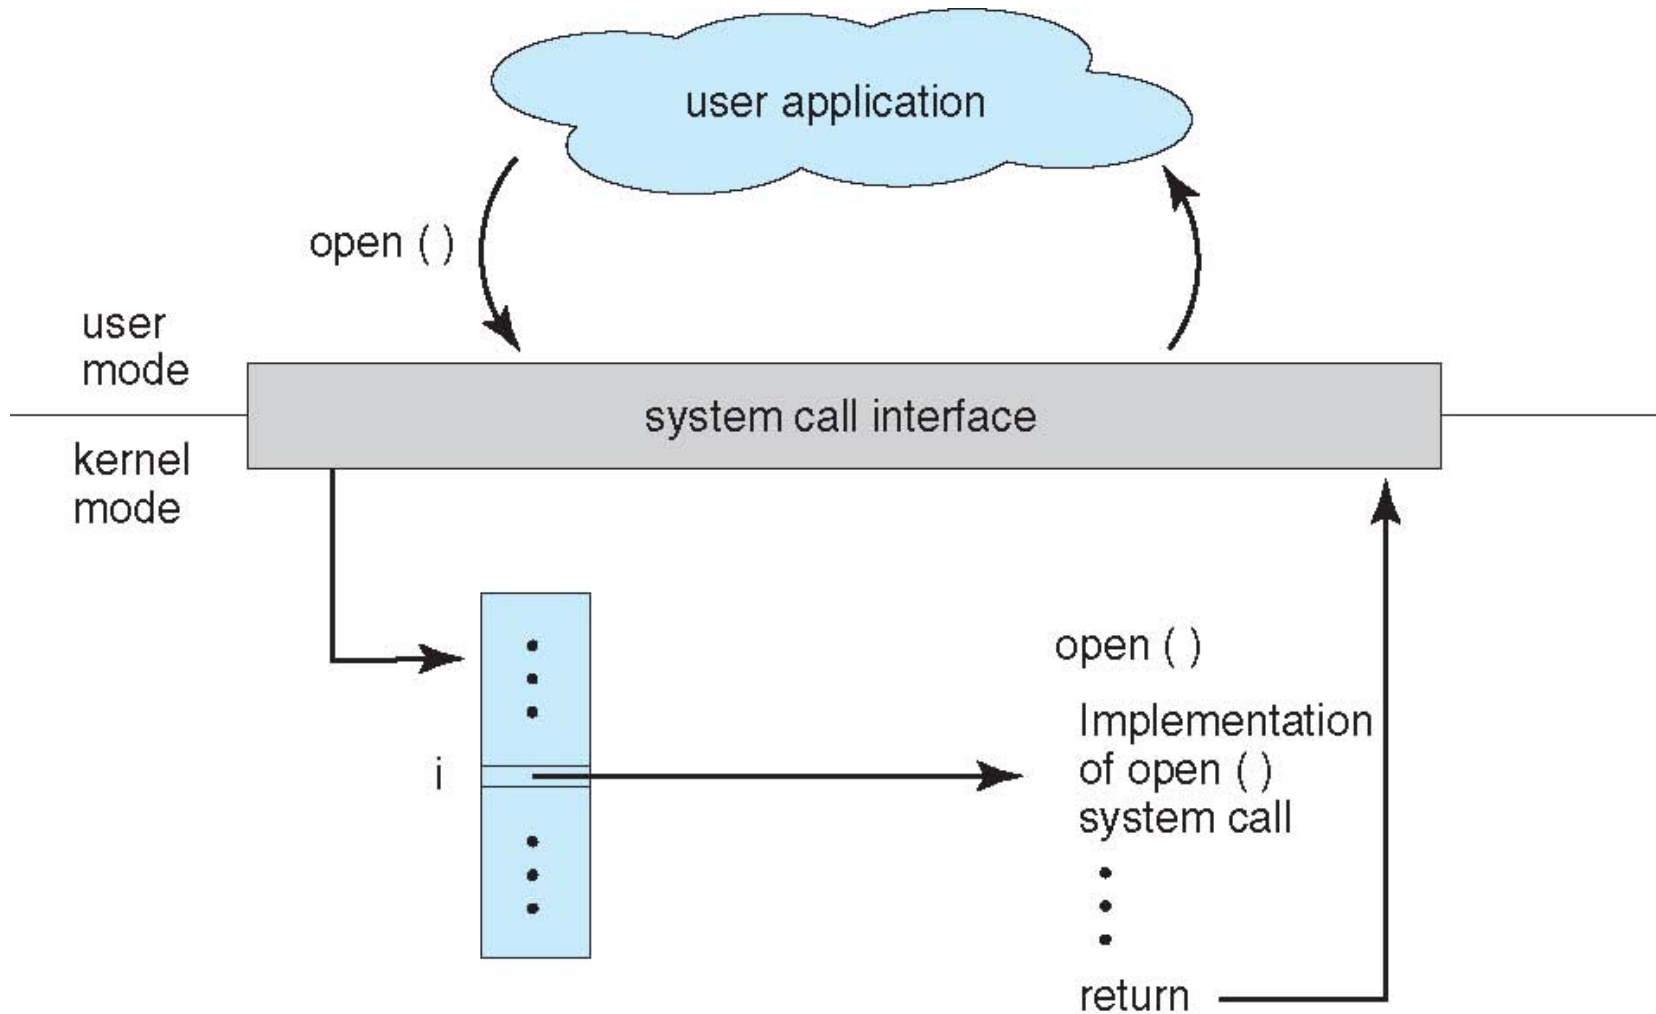 user application
open ( )
user
mode
system call interface
kernel
mode
open ( )
Implementation
of open ( )
system call
i
return